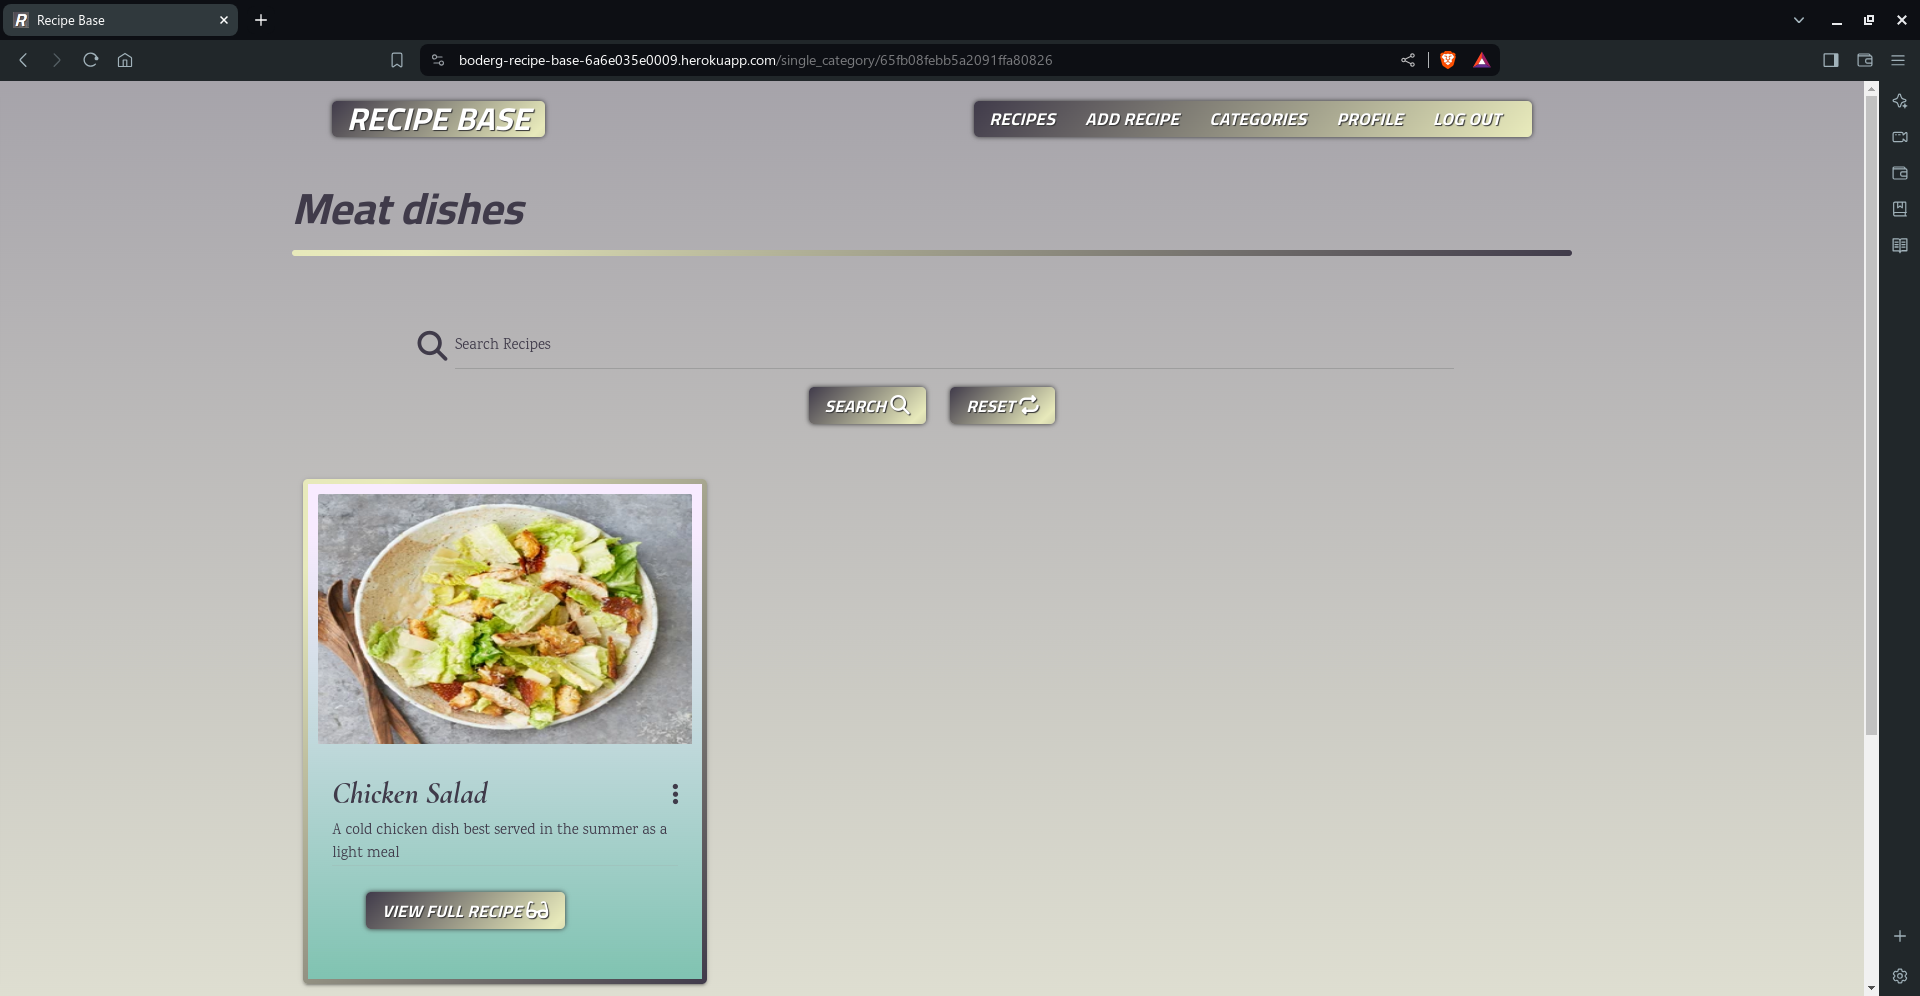 Recipe Base
boderg-recipe-base-6a6e035e0009.herokuapp.com/single_category/65fb08febb5a2091ffa80826
RECIPE BASE
RECIPES ADD RECIPE CATEGORIES PROFILE LOG OUT
Meat dishes
Search Recipes
SEARCH RESET
Chicken Salad
A cold chicken dish best served in the summer as a
light meal
VIEW FULL RECIPE